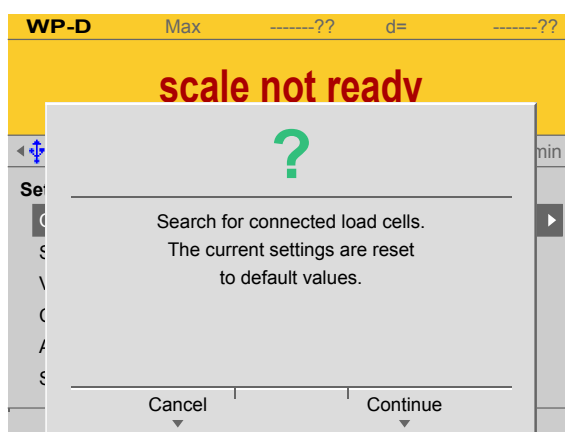 WP-D Max -------?? d= -------??
scale not ready
?
Search for connected load cells.
The current settings are reset
to default values.
Cancel Continue